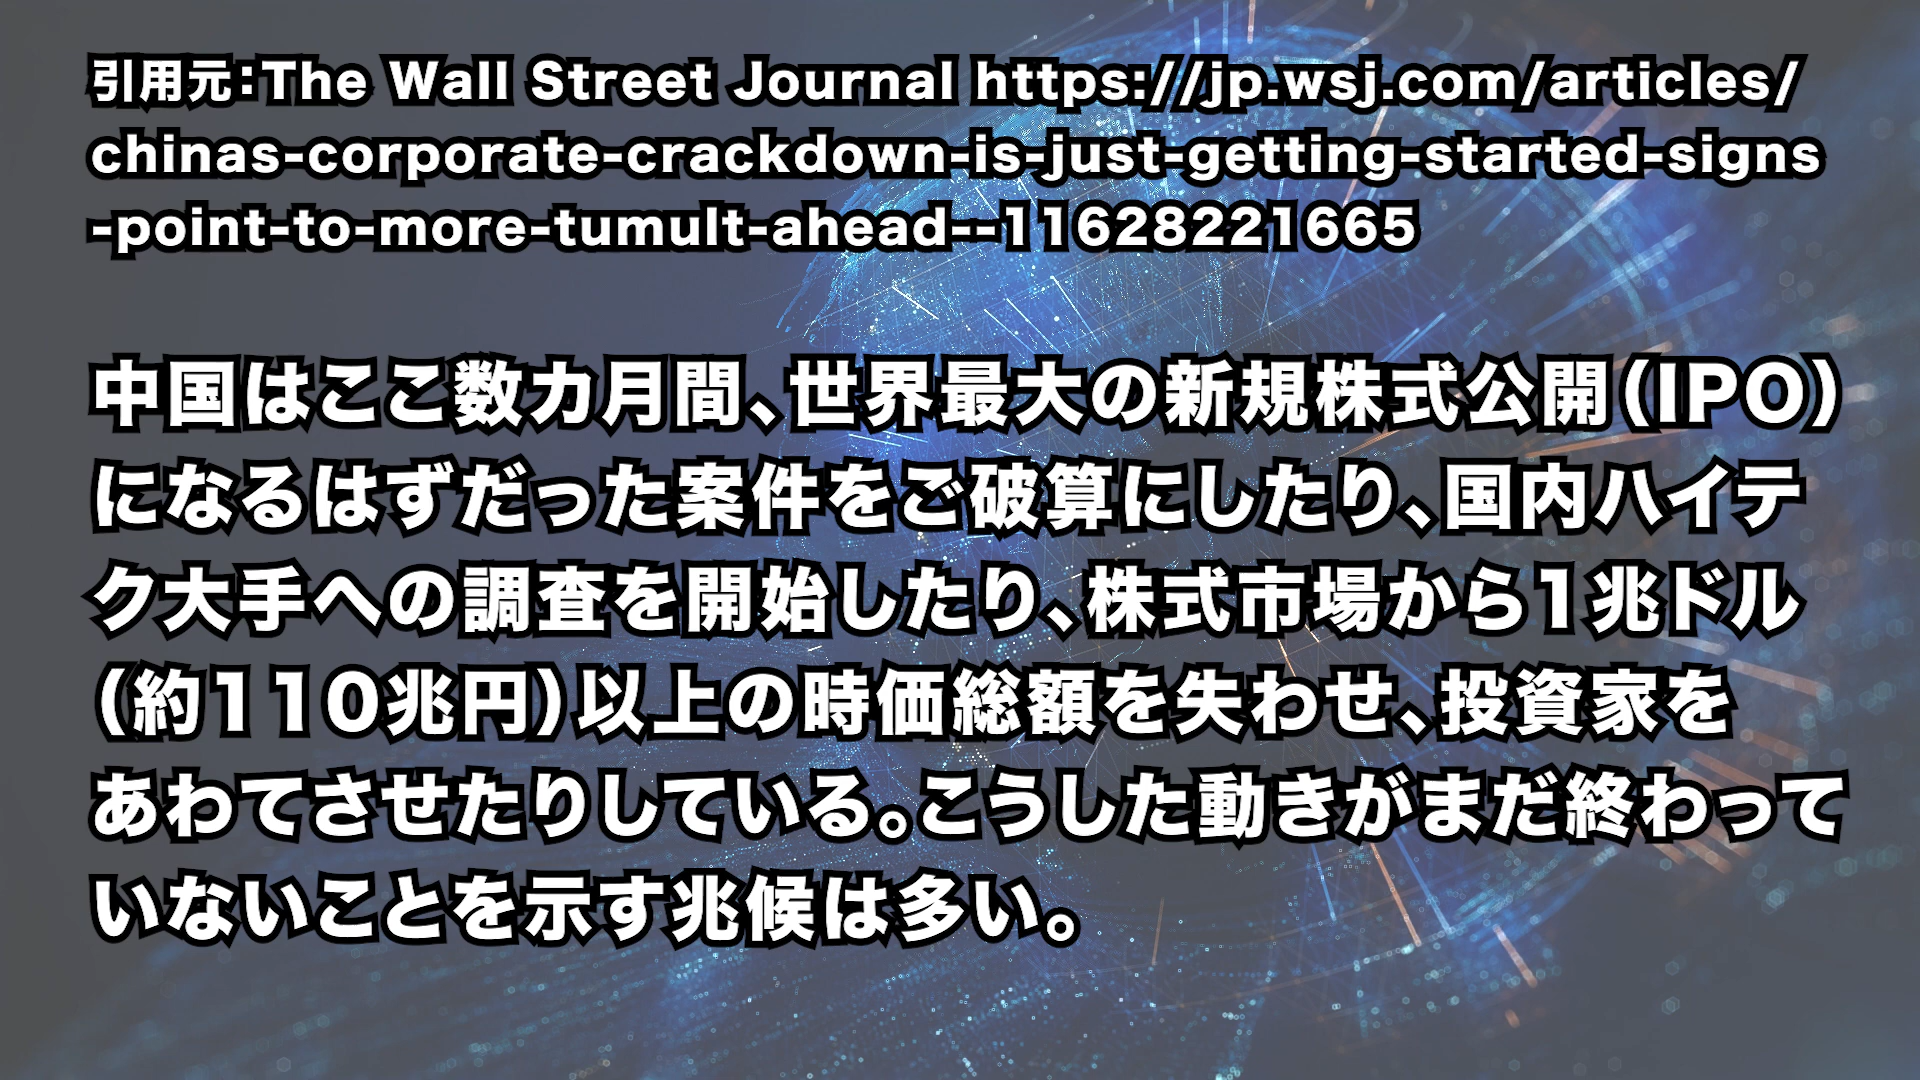 引用元：The Wall Street Journal https://jp.wsj.com/articles/
chinas-corporate-crackdown-is-just-getting-started-signs
-point-to-more-tumult-ahead--11628221665
中国はここ数カ月間、世界最大の新規株式公開（IPO）
になるはずだった案件をご破算にしたり、国内ハイテ
ク大手への調査を開始したり、株式市場から1兆ドル
（約110兆円）以上の時価総額を失わせ、投資家を
あわてさせたりしている。こうした動きがまだ終わって
いないことを示す兆候は多い。